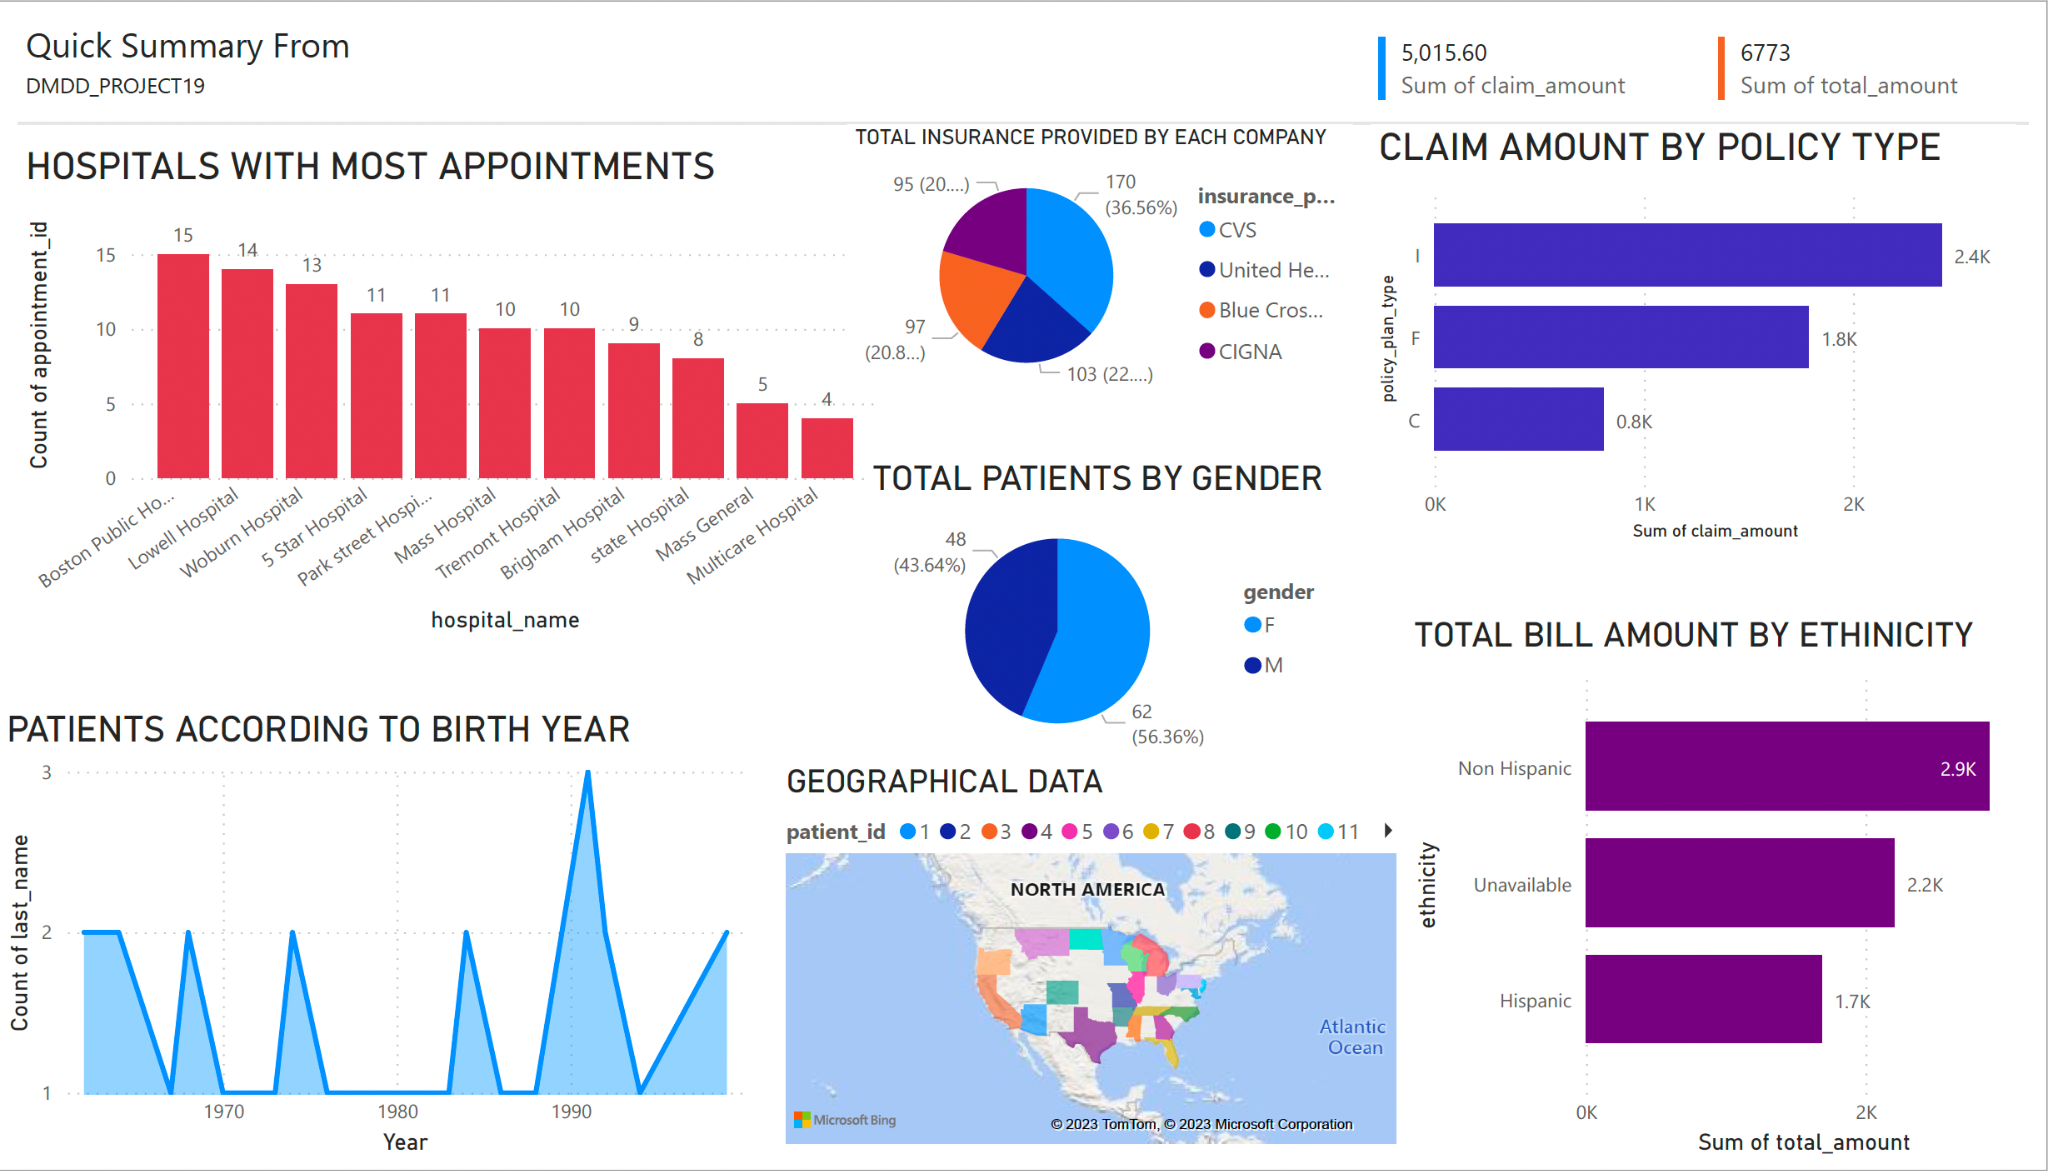 Quick Summary From
DMDD_PROJECT19
5,015.60
Sum of claim_amount
6773
Sum of total_amount
HOSPITALS WITH MOST APPOINTMENTS
Count of appointment_id
15
10
5
0
15
14
13
11
11
10
10
9
8
5
4
Boston Public Ho...
Lowell Hospital
Woburn Hospital
5 Star Hospital
Park street Hospi...
Mass Hospital
Tremont Hospital
Brigham Hospital
state Hospital
Mass General
Multicare Hospital
hospital_name
TOTAL INSURANCE PROVIDED BY EACH COMPANY
95 (20....)
170
(36.56%)
97
(20.8...)
103 (22....)
insurance_p...
CVS
United He...
Blue Cros...
CIGNA
CLAIM AMOUNT BY POLICY TYPE
policy_plan_type
I
2.4K
F
1.8K
C
0.8K
0K
1K
2K
Sum of claim_amount
TOTAL PATIENTS BY GENDER
48
(43.64%)
62
(56.36%)
gender
F
M
TOTAL BILL AMOUNT BY ETHINICITY
ethnicity
Non Hispanic
2.9K
Unavailable
2.2K
Hispanic
1.7K
0K
2K
Sum of total_amount
PATIENTS ACCORDING TO BIRTH YEAR
Count of last_name
3
2
1
1970
1980
1990
Year
GEOGRAPHICAL DATA
patient_id
1
2
3
4
5
6
7
8
9
10
11
NORTH AMERICA
Atlantic
Ocean
Microsoft Bing
© 2023 TomTom, © 2023 Microsoft Corporation